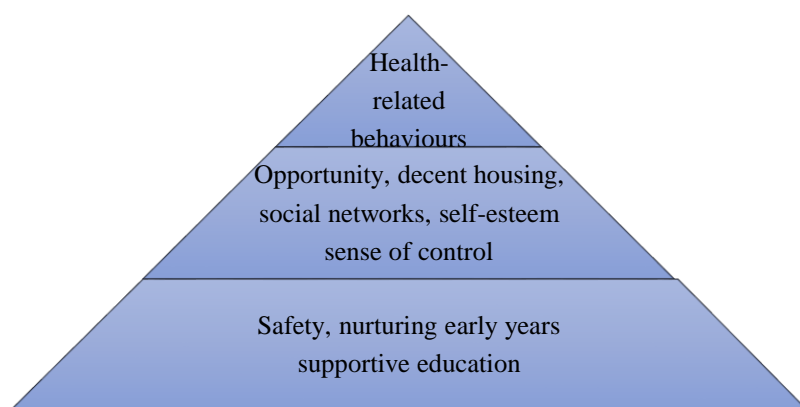 Health-
related
behaviours
Opportunity, decent housing,
social networks, self-esteem
sense of control
Safety, nurturing early years
supportive education